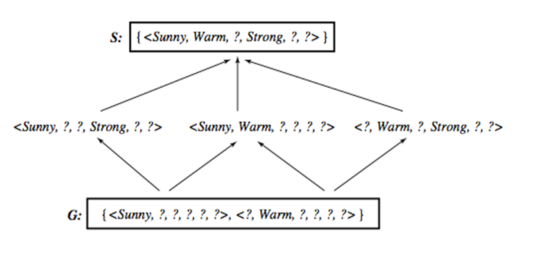 S: {<Sunny, Warm, ?, Strong, ?, ?>}
<Sunny, ?, ?, Strong, ?, ?> <Sunny, Warm, ?, ?, ?, ?> <?, Warm, ?, Strong, ?, ?>
G: {<Sunny, ?, ?, ?, ?, ?>, <?, Warm, ?, ?, ?, ?>}